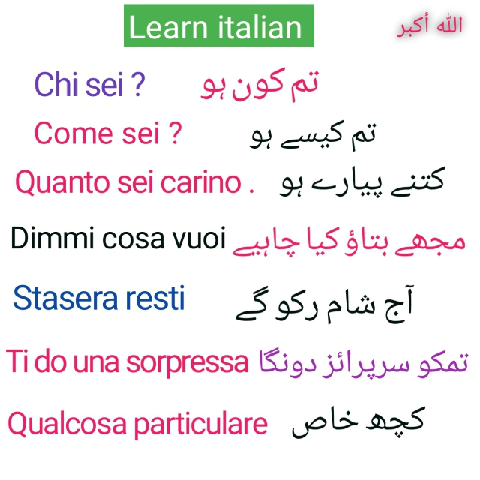 Learn italian
الله أكبر
Chi sei ? تم کون ہو
Come sei ? تم کیسے ہو
Quanto sei carino . کتنے پیارے ہو
Dimmi cosa vuoi مجھے بتاؤ کیا چاہیے
Stasera resti آج شام رکو گے
Ti do una sorpressa تمکو سرپرائز دونگا
Qualcosa particulare کچھ خاص